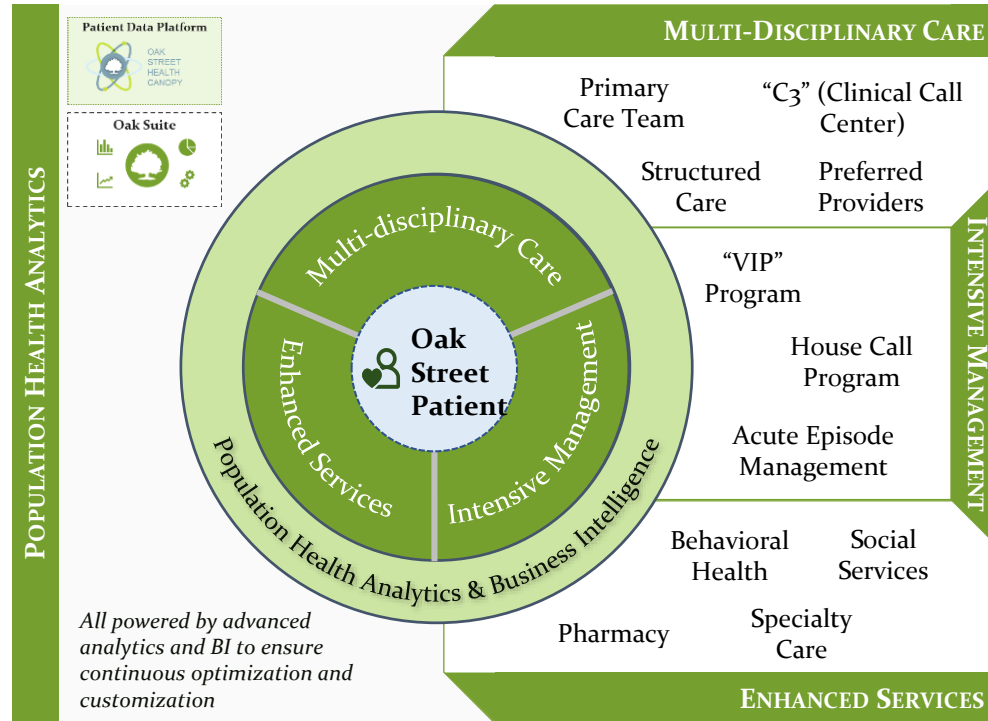 Patient Data Platform
OAK
STREET
HEALTH
CANOPY
Oak Suite
POPULATION HEALTH ANALYTICS
MULTI-DISCIPLINARY CARE
Primary
Care Team
“C3” (Clinical Call
Center)
Structured
Care
Preferred
Providers
INTENSIVE MANAGEMENT
“VIP”
Program
House Call
Program
Acute Episode
Management
Multi-disciplinary Care
Enhanced Services
Intensive Management
Oak
Street
Patient
Population Health Analytics & Business Intelligence
Behavioral
Health
Social
Services
Pharmacy
Specialty
Care
ENHANCED SERVICES
All powered by advanced
analytics and BI to ensure
continuous optimization and
customization